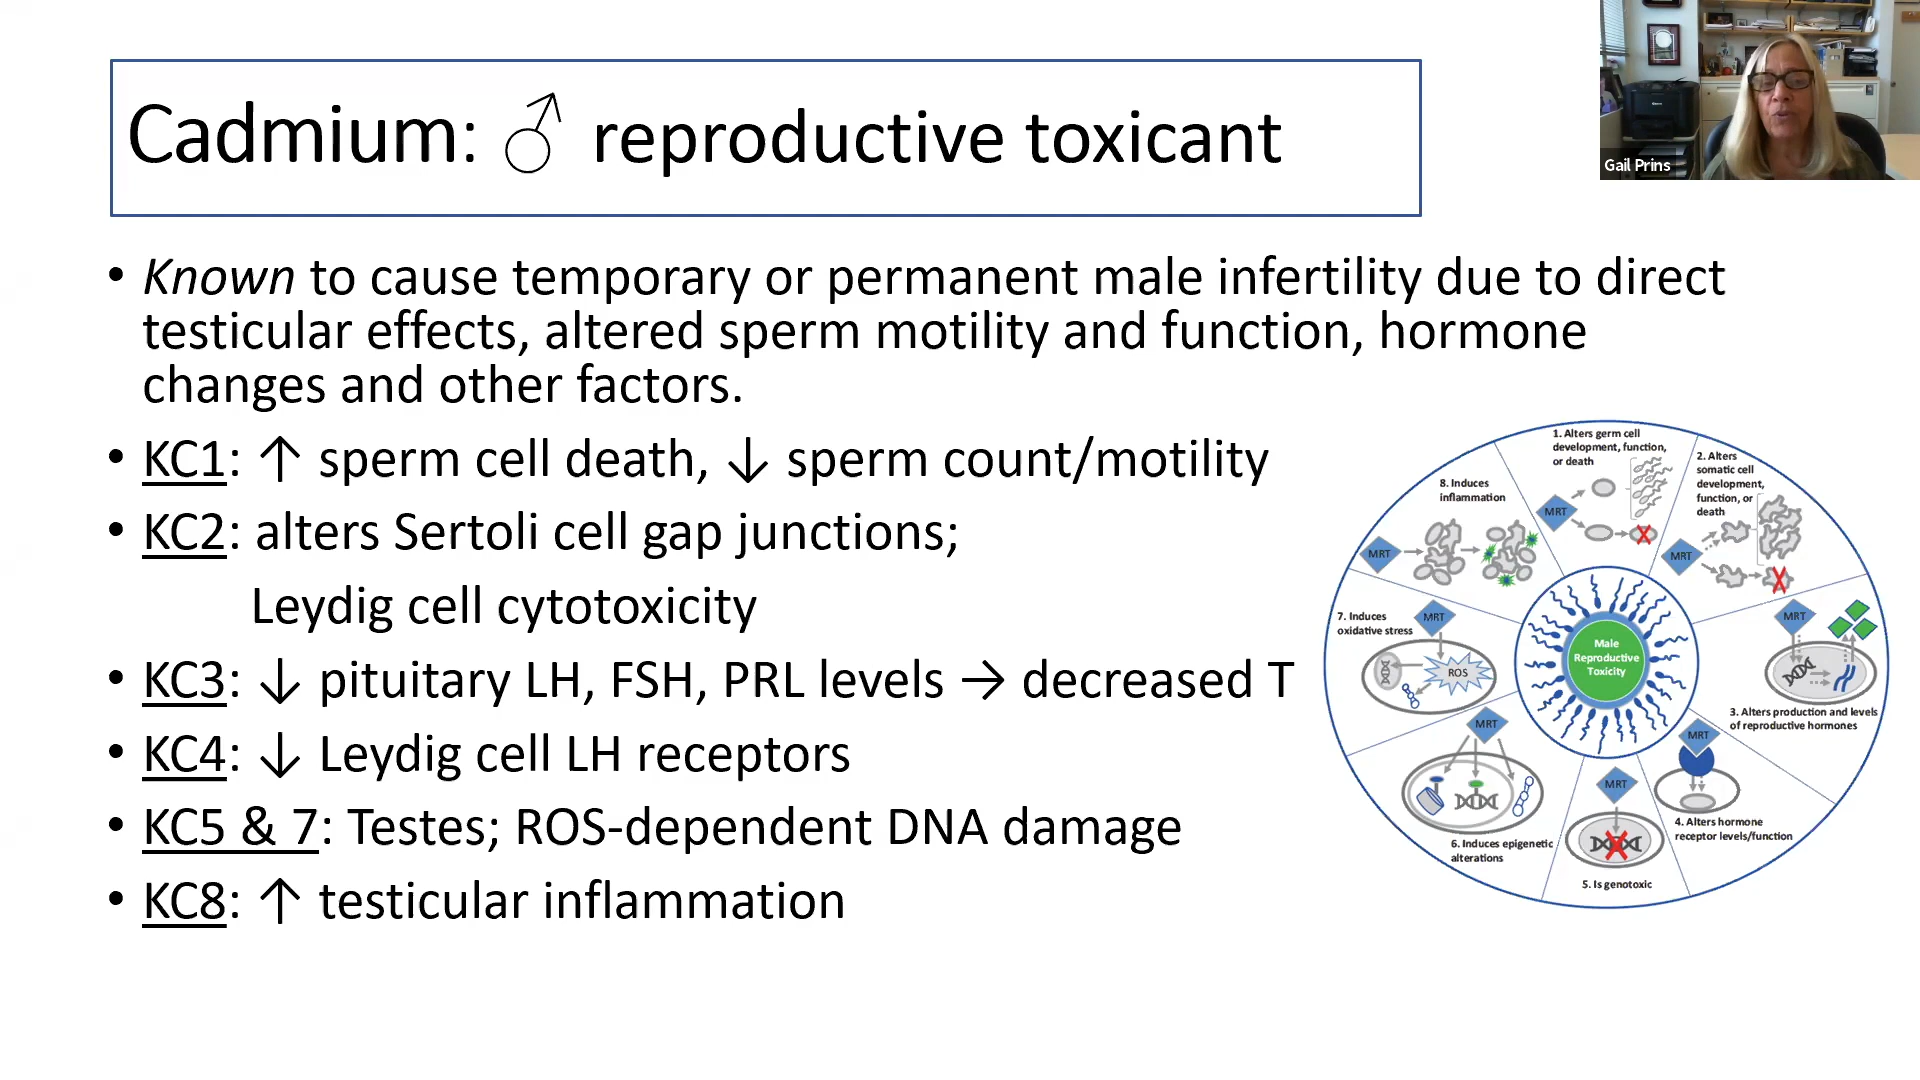 Cadmium: ♂ reproductive toxicant
Gail Prins
• Known to cause temporary or permanent male infertility due to direct
testicular effects, altered sperm motility and function, hormone
changes and other factors.
• KC1: ↑ sperm cell death, ↓ sperm count/motility
• KC2: alters Sertoli cell gap junctions;
Leydig cell cytotoxicity
• KC3: ↓ pituitary LH, FSH, PRL levels → decreased T
• KC4: ↓ Leydig cell LH receptors
• KC5 & 7: Testes; ROS-dependent DNA damage
• KC8: ↑ testicular inflammation
1. Alters germ cell
development, function,
or death
MRT
2. Alters
somatic cell
development,
function, or
death
MRT
MRT
3. Alters production and levels
of reproductive hormones
MRT
4. Alters hormone
receptor levels/function
MRT
5. Is genotoxic
MRT
6. Induces epigenetic
alterations
7. Induces
oxidative stress
MRT
ROS
8. Induces
inflammation
MRT
Male
Reproductive
Toxicity